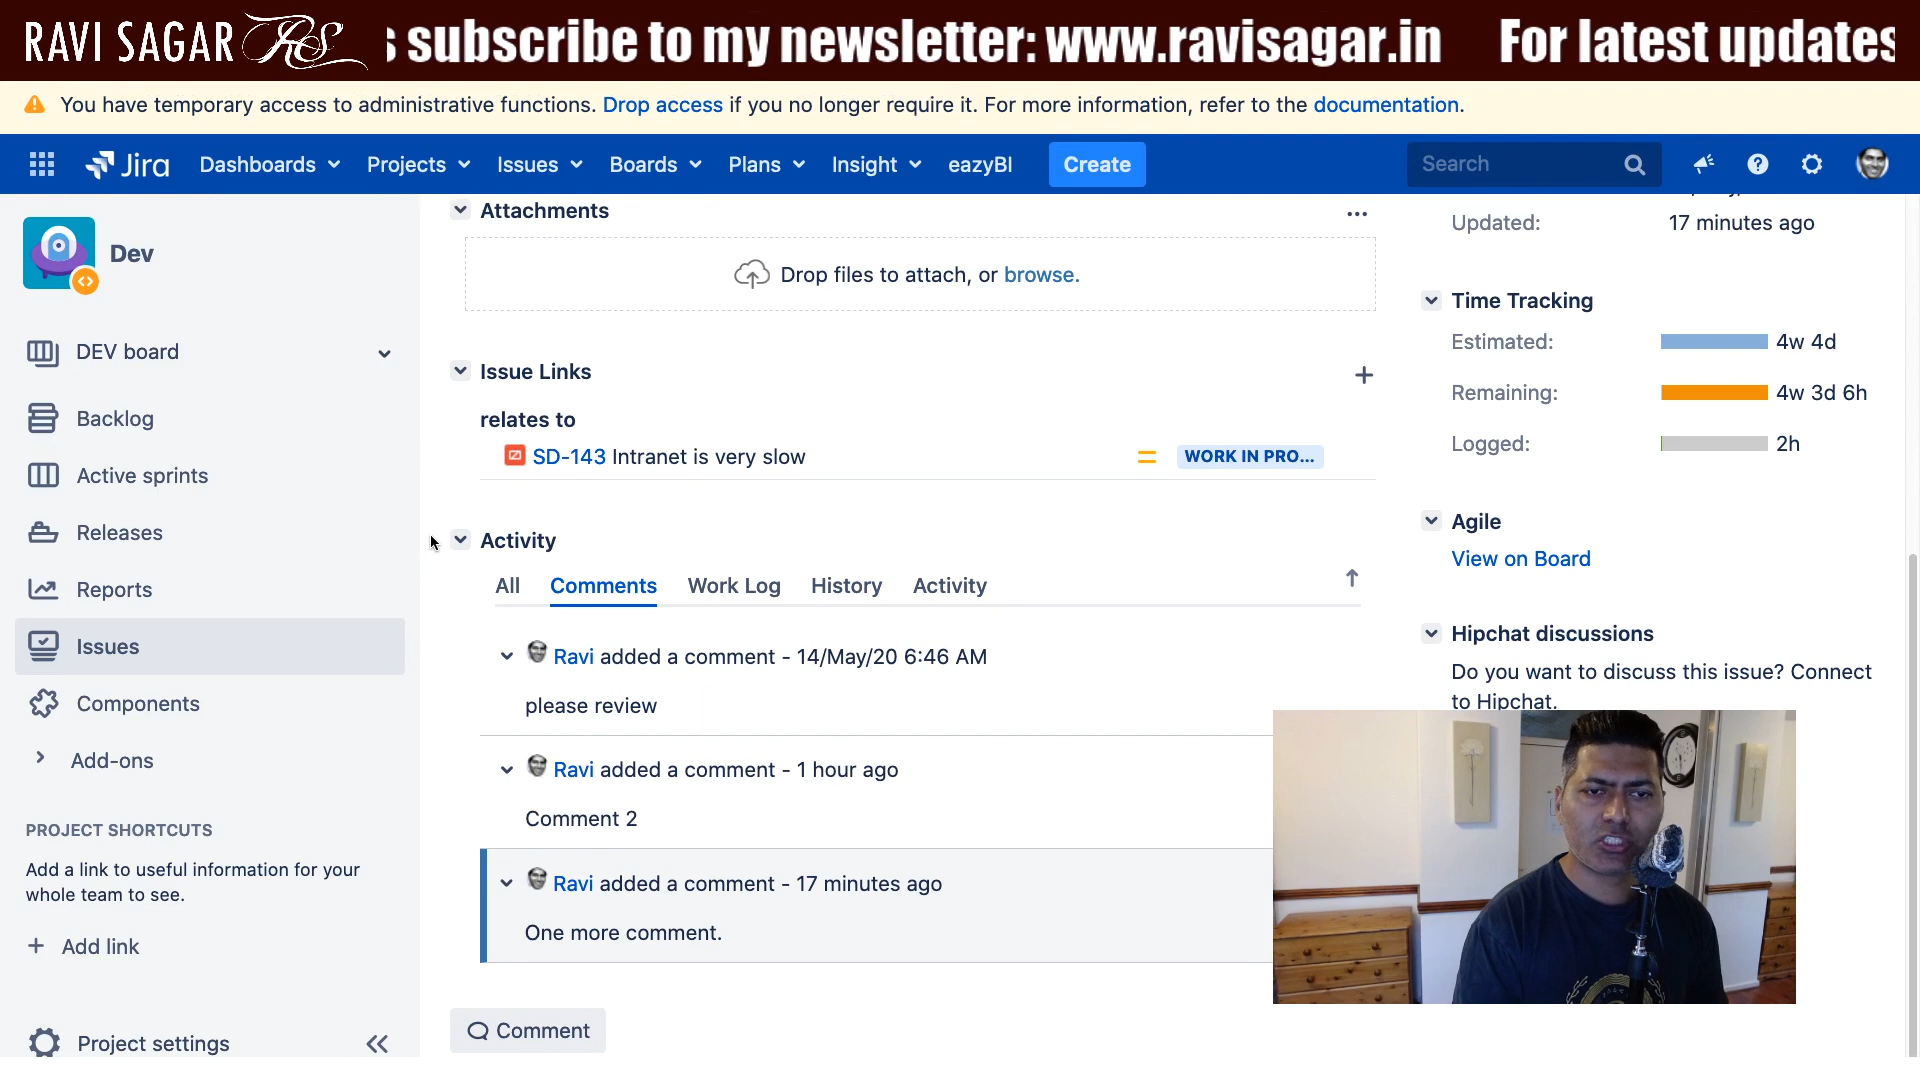 RAVI SAGAR RS
s subscribe to my newsletter: www.ravisagar.in For latest updates
You have temporary access to administrative functions. Drop access if you no longer require it. For more information, refer to the documentation.
Jira Dashboards Projects Issues Boards Plans Insight eazyBI Create Search
Dev
DEV board
Backlog
Active sprints
Releases
Reports
Issues
Components
Add-ons
PROJECT SHORTCUTS
Add a link to useful information for your
whole team to see.
+ Add link
Project settings
Attachments
Drop files to attach, or browse.
Issue Links
relates to
SD-143 Intranet is very slow WORK IN PRO...
Activity
All Comments Work Log History Activity
Ravi added a comment - 14/May/20 6:46 AM
please review
Ravi added a comment - 1 hour ago
Comment 2
Ravi added a comment - 17 minutes ago
One more comment.
Comment
Updated: 17 minutes ago
Time Tracking
Estimated: 4w 4d
Remaining: 4w 3d 6h
Logged: 2h
Agile
View on Board
Hipchat discussions
Do you want to discuss this issue? Connect
to Hipchat.